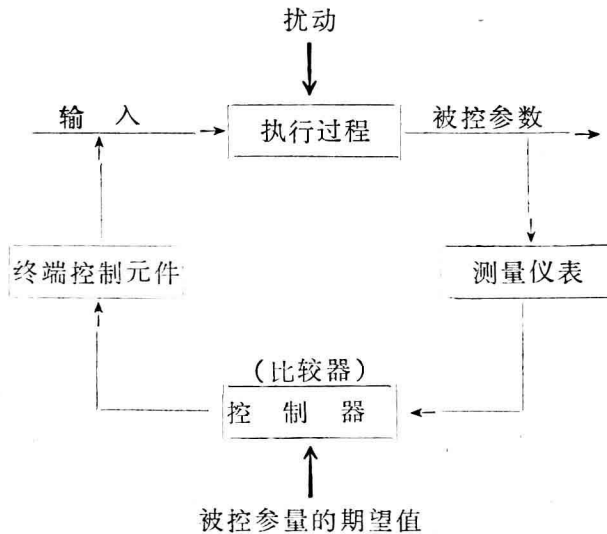 扰动
输 入
执行过程
被控参数
终端控制元件
测量仪表
(比较器)
控 制 器
被控参量的期望值